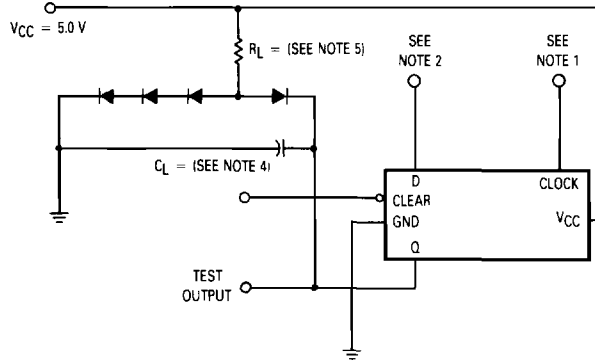 VCC = 5.0 V
RL = (SEE NOTE 5)
SEE
NOTE 2
SEE
NOTE 1
CL = (SEE NOTE 4)
D
CLOCK
CLEAR
GND
VCC
Q
TEST
OUTPUT